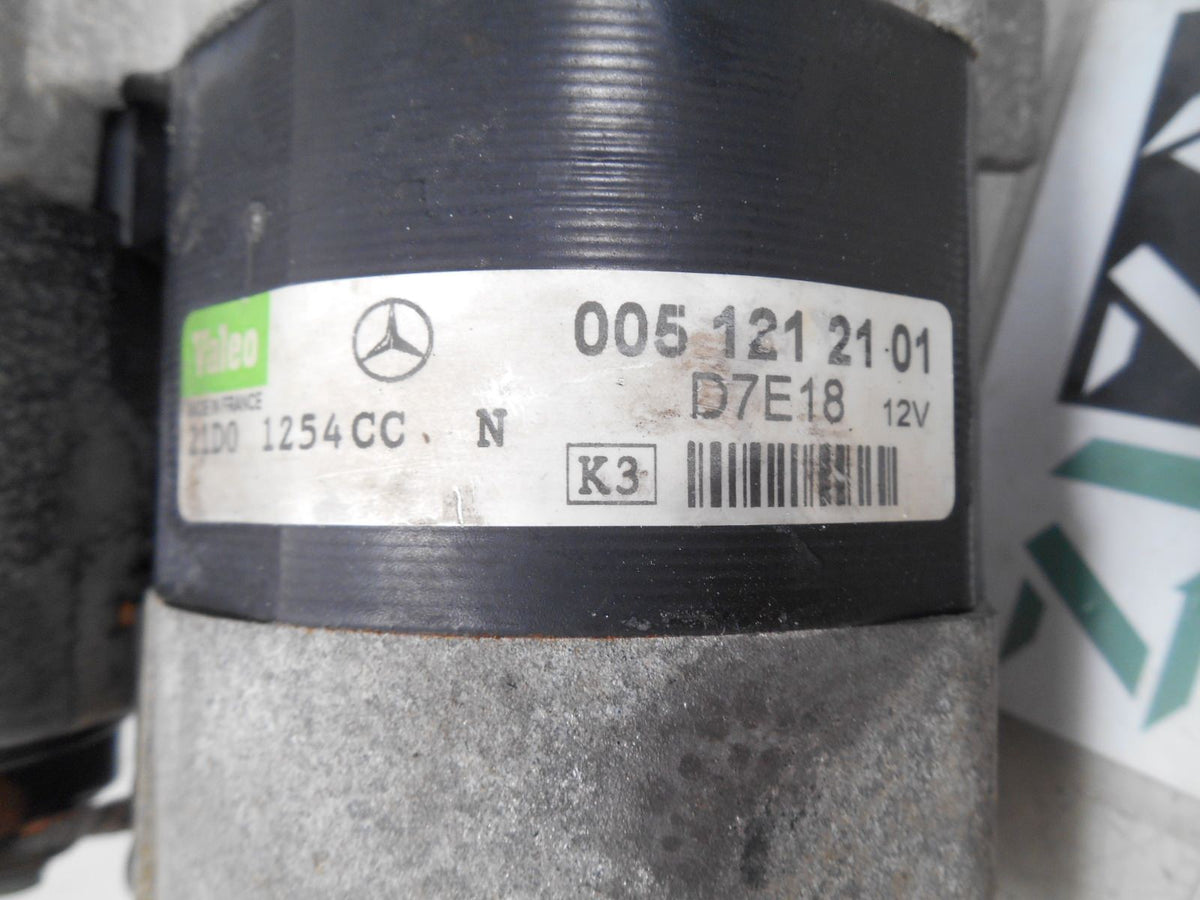 Valeo
005 121 21 01
MADE IN FRANCE
D7E18 12V
21D0 1254CC N
K3